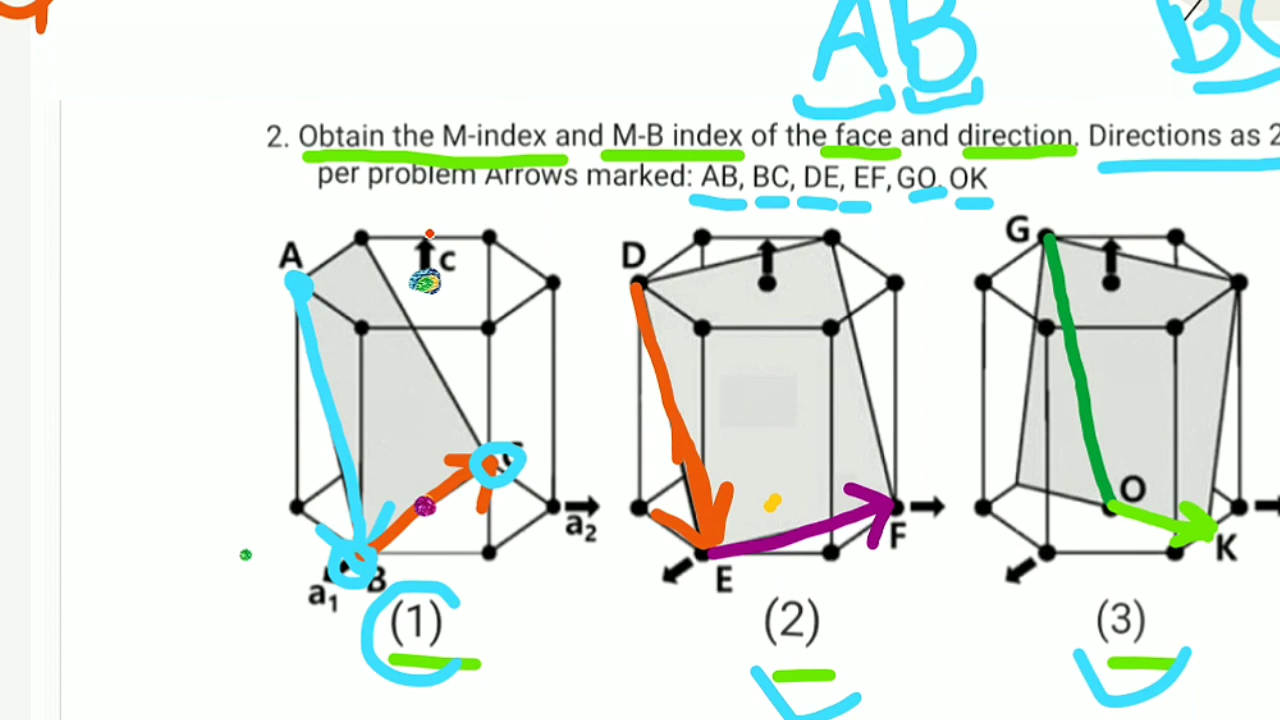 AB BC
2. Obtain the M-index and M-B index of the face and direction. Directions as 2
per problem Arrows marked: AB, BC, DE, EF, GO, OK
A c D G
O
a₂ F K
a₁ B E
(1) (2) (3)